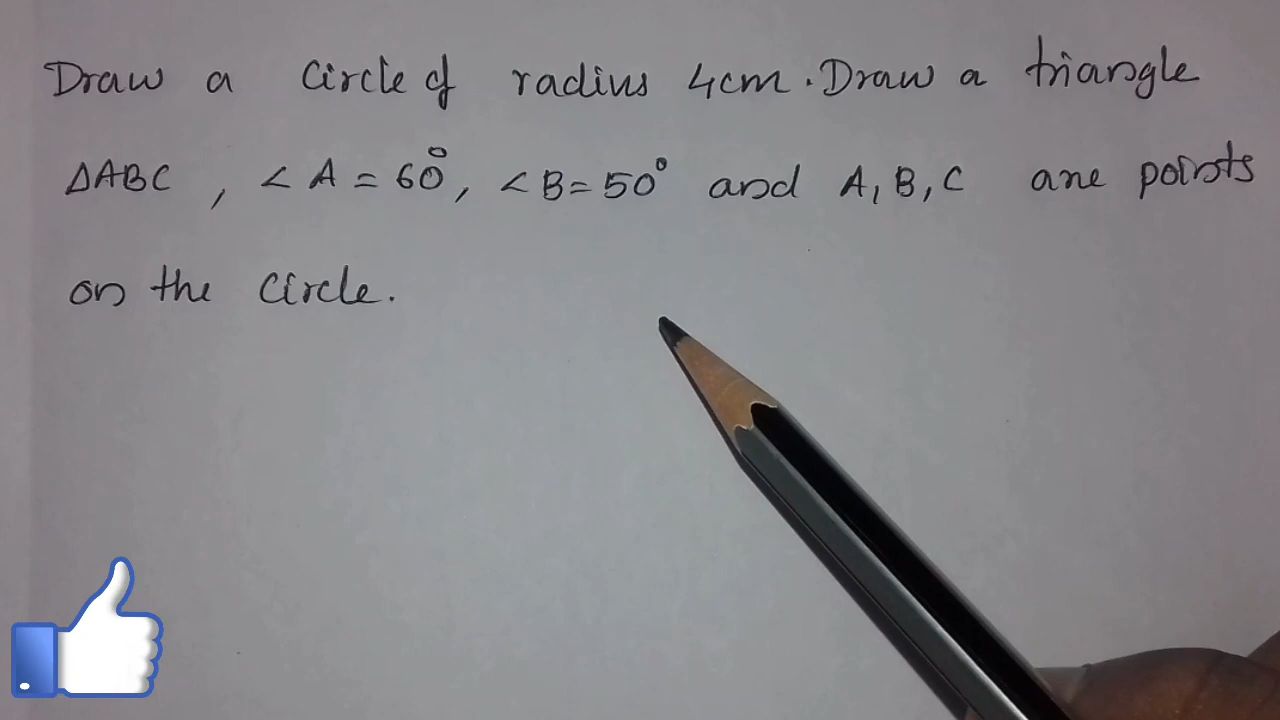 Draw a circle of radius 4cm. Draw a triangle
ΔABC, <A = 60°, <B = 50° and A, B, C are points
on the circle.